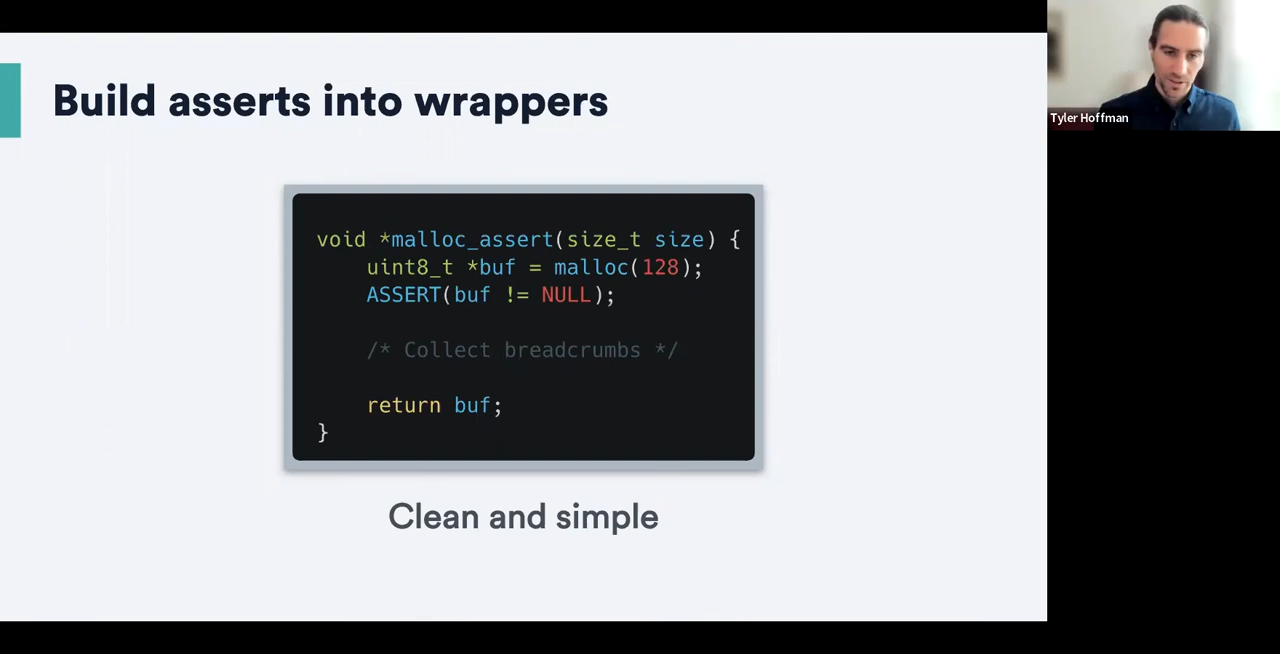 Build asserts into wrappers
void *malloc_assert(size_t size) {
    uint8_t *buf = malloc(128);
    ASSERT(buf != NULL);
    /* Collect breadcrumbs */
    return buf;
}
Clean and simple
Tyler Hoffman